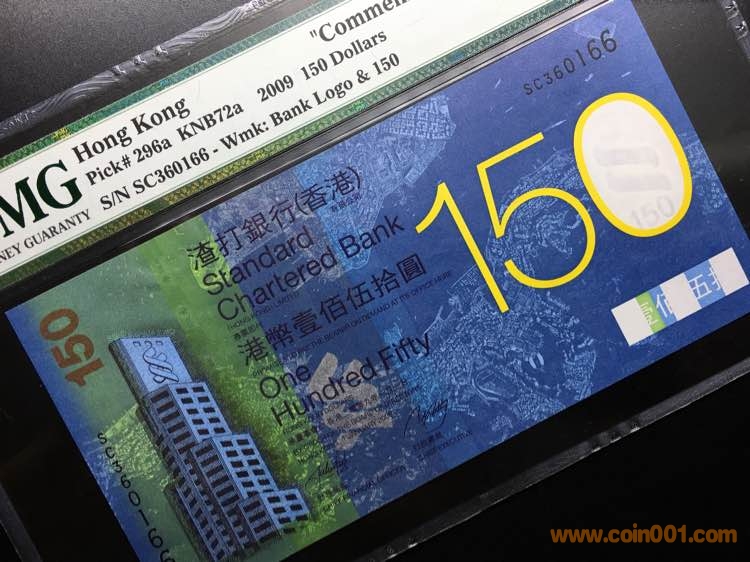 "Commem
Hong Kong
Pick# 296a KNB72a 2009 150 Dollars
S/N SC360166 - Wmk: Bank Logo & 150
MG
NEY GUARANTY
SC360166
150
150
渣打銀行(香港)
Standard
Chartered Bank
港幣壹佰伍拾圓
One
Hundred Fifty
150
SC360166
www.coin001.com